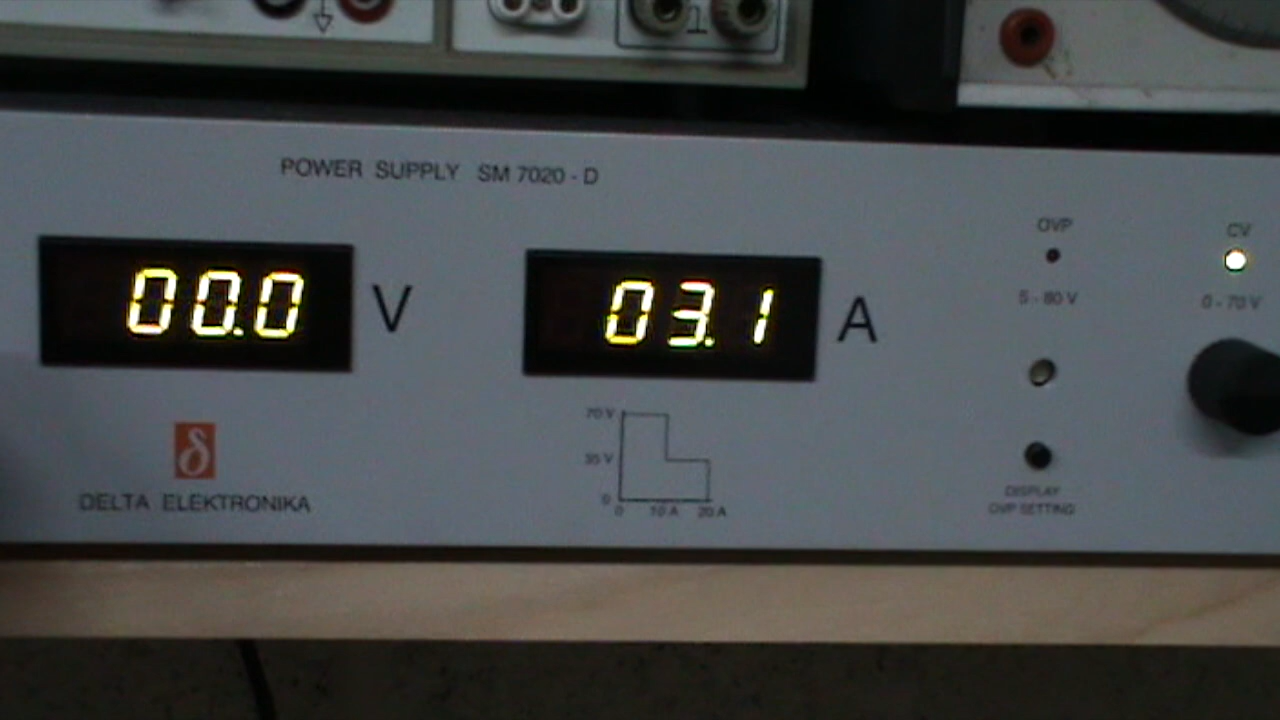 1
POWER SUPPLY SM 7020 - D
OVP
CV
00.0 V
03.1 A
5 - 80 V
0 - 70 V
70 V
35 V
0
0 10 A 20 A
δ
DELTA ELEKTRONIKA
DISPLAY
OVP SETTING